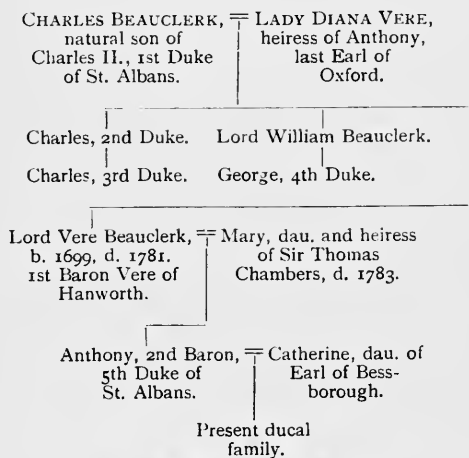 CHARLES BEAUCLERK, = LADY DIANA VERE,
natural son of heiress of Anthony,
Charles II., 1st Duke last Earl of
of St. Albans. Oxford.
Charles, 2nd Duke. Lord William Beauclerk.
Charles, 3rd Duke. George, 4th Duke.
Lord Vere Beauclerk, = Mary, dau. and heiress
b. 1699, d. 1781. of Sir Thomas
1st Baron Vere of Chambers, d. 1783.
Hanworth.
Anthony, 2nd Baron, = Catherine, dau. of
5th Duke of Earl of Bess-
St. Albans. borough.
Present ducal
family.